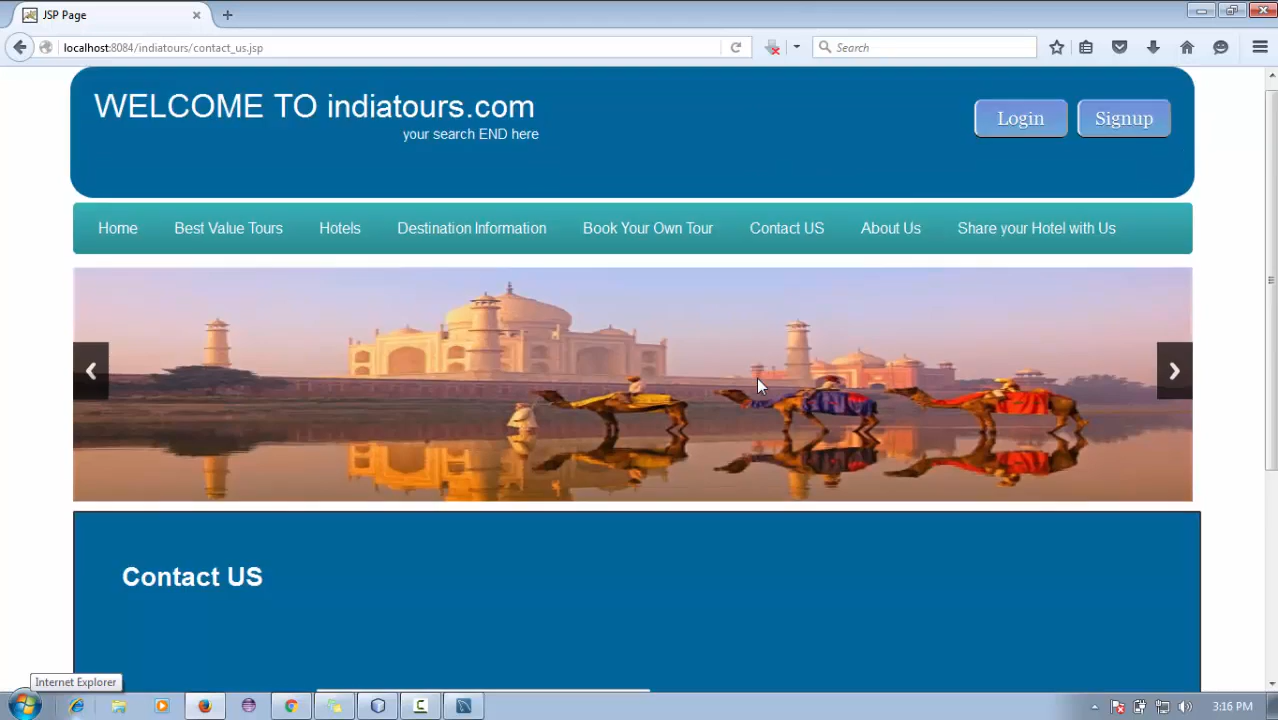 JSP Page
localhost:8084/indiatours/contact_us.jsp
Search
WELCOME TO indiatours.com
your search END here
Login
Signup
Home
Best Value Tours
Hotels
Destination Information
Book Your Own Tour
Contact US
About Us
Share your Hotel with Us
Contact US
Internet Explorer
3:16 PM